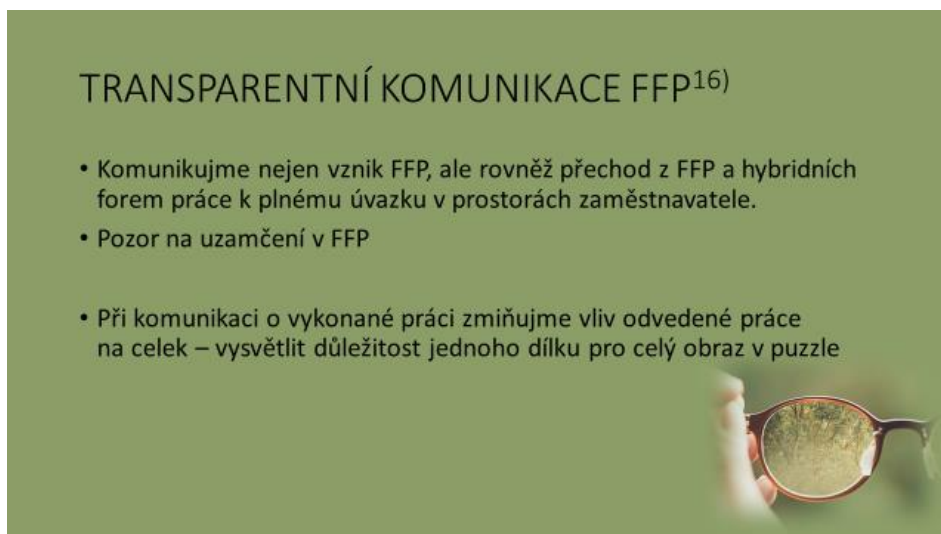 TRANSPARENTNÍ KOMUNIKACE FFP16)
• Komunikujme nejen vznik FFP, ale rovněž přechod z FFP a hybridních
forem práce k plnému úvazku v prostorách zaměstnavatele.
• Pozor na uzamčení v FFP
• Při komunikaci o vykonané práci zmiňujme vliv odvedené práce
na celek – vysvětlit důležitost jednoho dílku pro celý obraz v puzzle